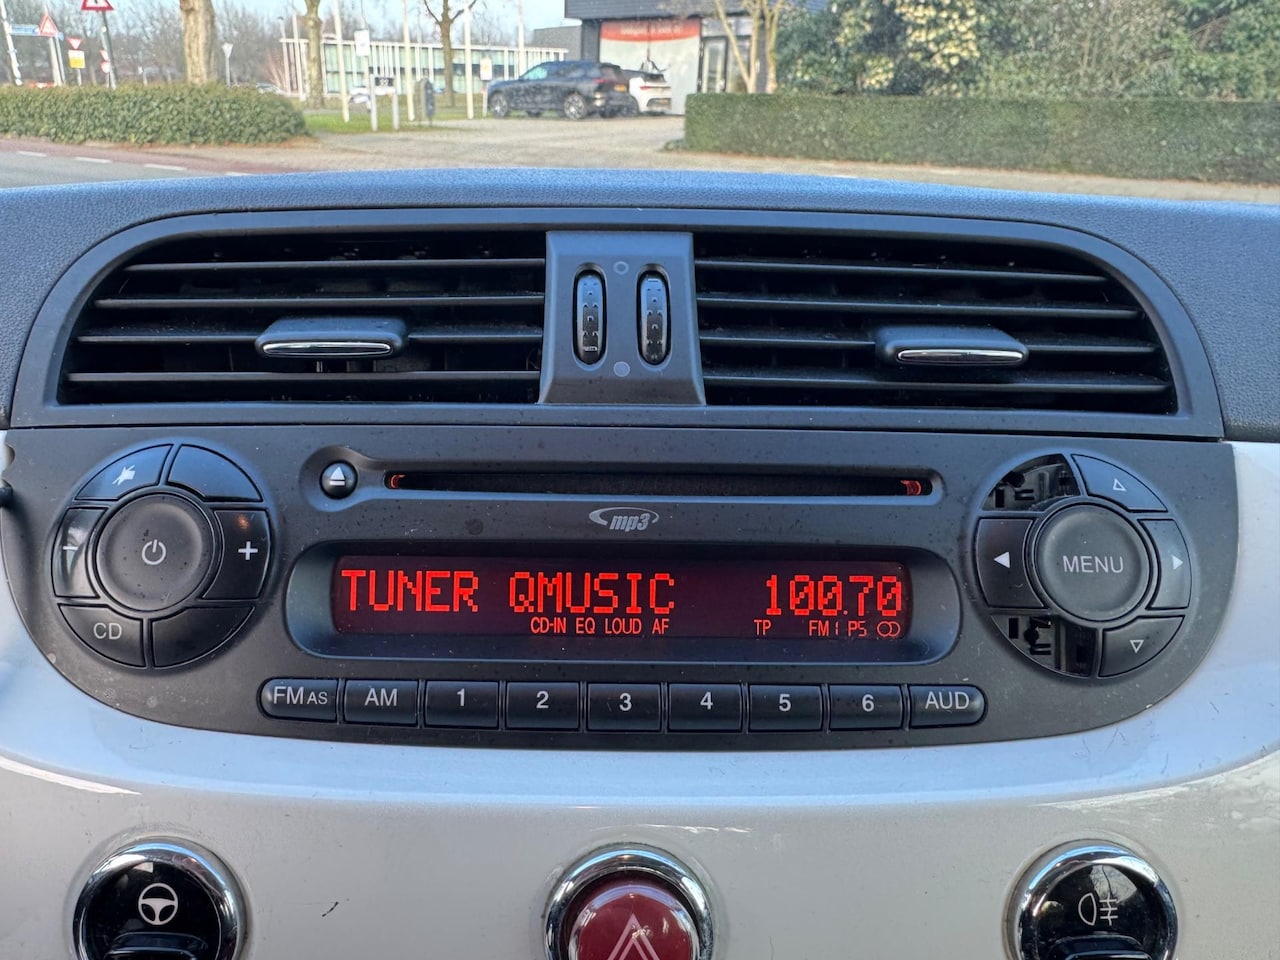 mp3
TUNER QMUSIC 100.70
CD-IN EQ LOUD AF TP FM1 P5
CD
MENU
FM AS AM 1 2 3 4 5 6 AUD